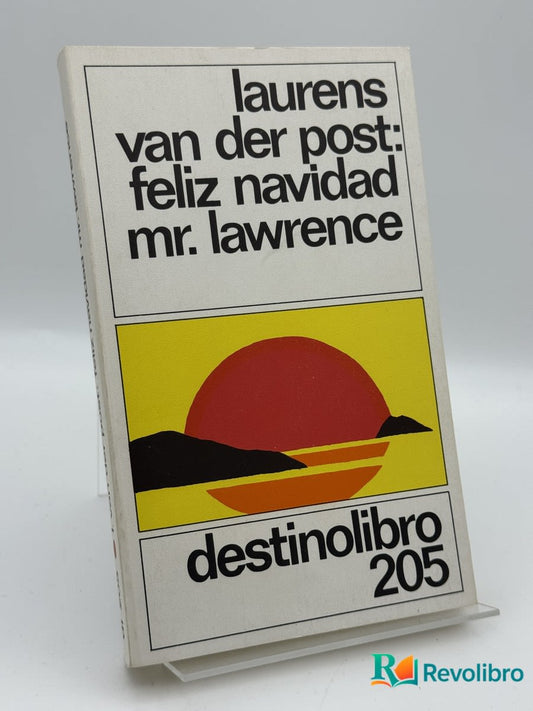 laurens
van der post:
feliz navidad
mr. lawrence
destinolibro
205
Revolibro